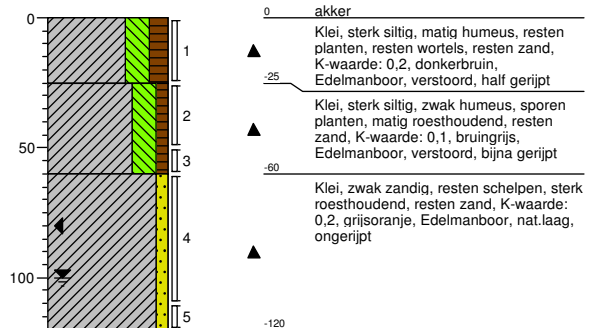 0
50
100
1
2
3
4
5
0
akker
Klei, sterk siltig, matig humeus, resten
planten, resten wortels, resten zand,
K-waarde: 0,2, donkerbruin,
Edelmanboor, verstoord, half gerijpt
-25
Klei, sterk siltig, zwak humeus, sporen
planten, matig roesthoudend, resten
zand, K-waarde: 0,1, bruingrijs,
Edelmanboor, verstoord, bijna gerijpt
-60
Klei, zwak zandig, resten schelpen, sterk
roesthoudend, resten zand, K-waarde:
0,2, grijsoranje, Edelmanboor, nat.laag,
ongerijpt
-120